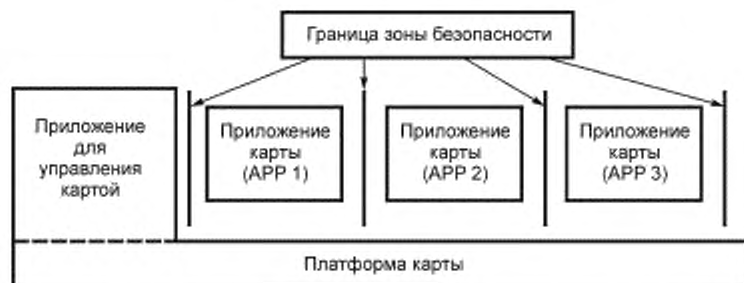 Граница зоны безопасности
Приложение
для
управления
картой
Приложение
карты
(APP 1)
Приложение
карты
(APP 2)
Приложение
карты
(APP 3)
Платформа карты